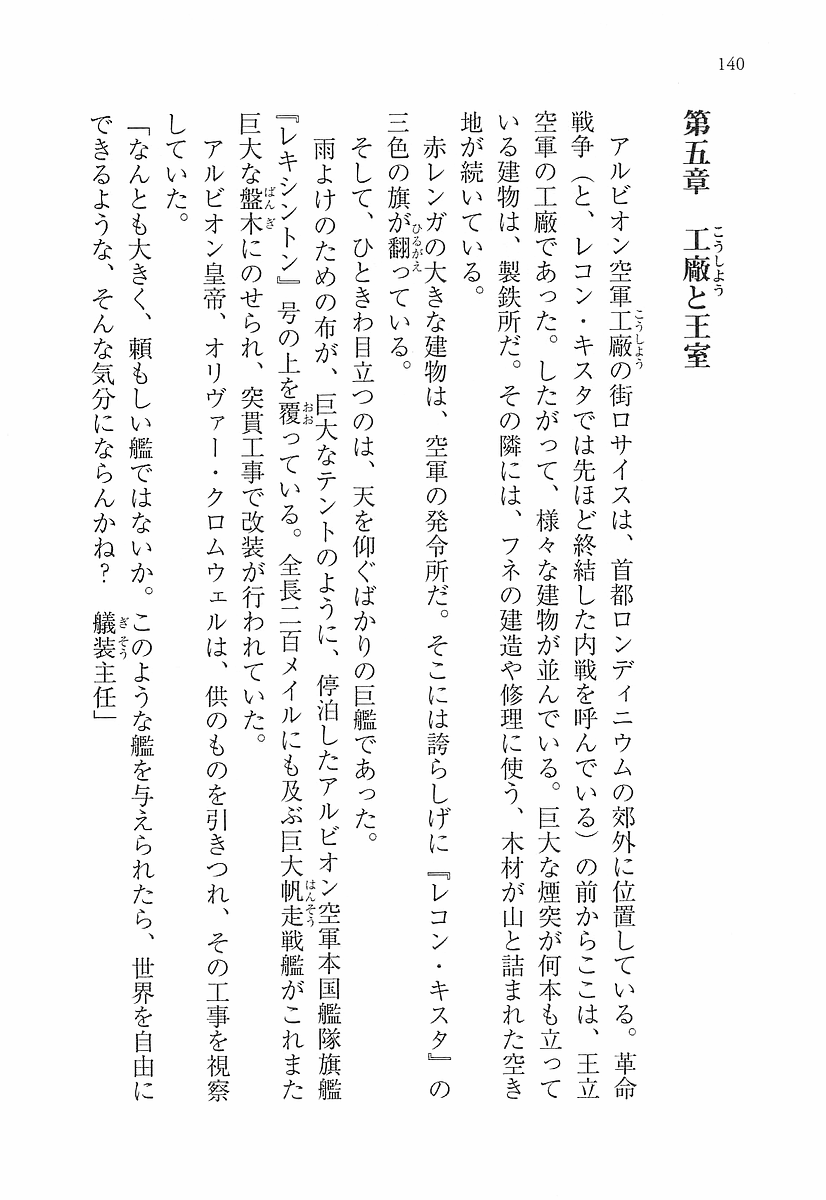 140
第五章　工廠と王室
アルビオン空軍工廠の街ロサイスは、首都ロンディニウムの郊外に位置している。革命
戦争（と、レコン・キスタでは先ほど終結した内戦を呼んでいる）の前からここは、王立
空軍の工廠であった。したがって、様々な建物が並んでいる。巨大な煙突が何本も立って
いる建物は、製鉄所だ。その隣には、フネの建造や修理に使う、木材が山と詰まれた空き
地が続いている。
赤レンガの大きな建物は、空軍の発令所だ。そこには誇らしげに『レコン・キスタ』の
三色の旗が翻っている。
そして、ひときわ目立つのは、天を仰ぐばかりの巨艦であった。
雨よけのための布が、巨大なテントのように、停泊したアルビオン空軍本国艦隊旗艦
『レキシントン』号の上を覆っている。全長二百メイルにも及ぶ巨大帆走戦艦がこれまた
巨大な盤木にのせられ、突貫工事で改装が行われていた。
アルビオン皇帝、オリヴァー・クロムウェルは、供のものを引きつれ、その工事を視察
していた。
「なんとも大きく、頼もしい艦ではないか。このような艦を与えられたら、世界を自由に
できるような、そんな気分にならんかね？　艤装主任」